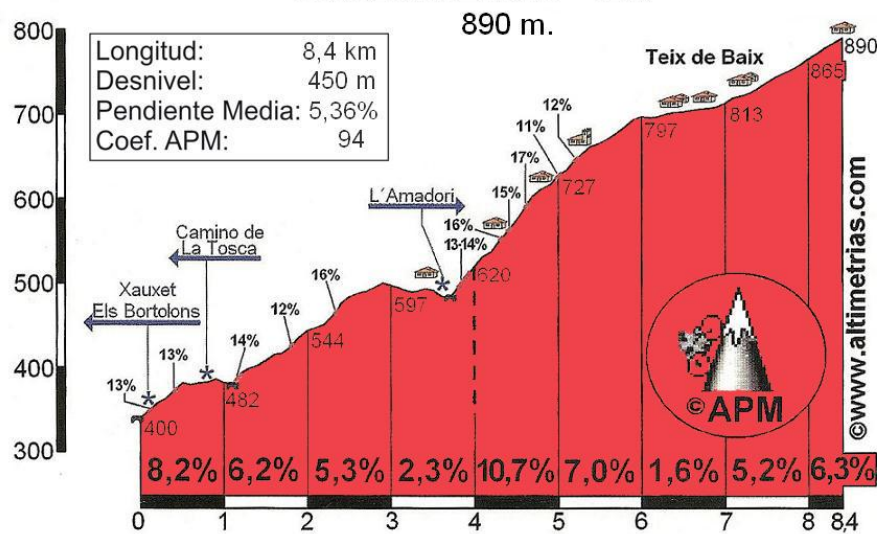 890 m.
Longitud: 8,4 km
Desnivel: 450 m
Pendiente Media: 5,36%
Coef. APM: 94
800
700
600
500
400
300
Teix de Baix
L´Amadori
Camino de
La Tosca
Xauxet
Els Bortolons
13%
13%
14%
12%
16%
13-14%
16%
15%
17%
11%
12%
400
482
544
597
620
727
797
813
865
890
8,2% 6,2% 5,3% 2,3% 10,7% 7,0% 1,6% 5,2% 6,3%
0 1 2 3 4 5 6 7 8 8,4
© APM
©www.altimetrias.com